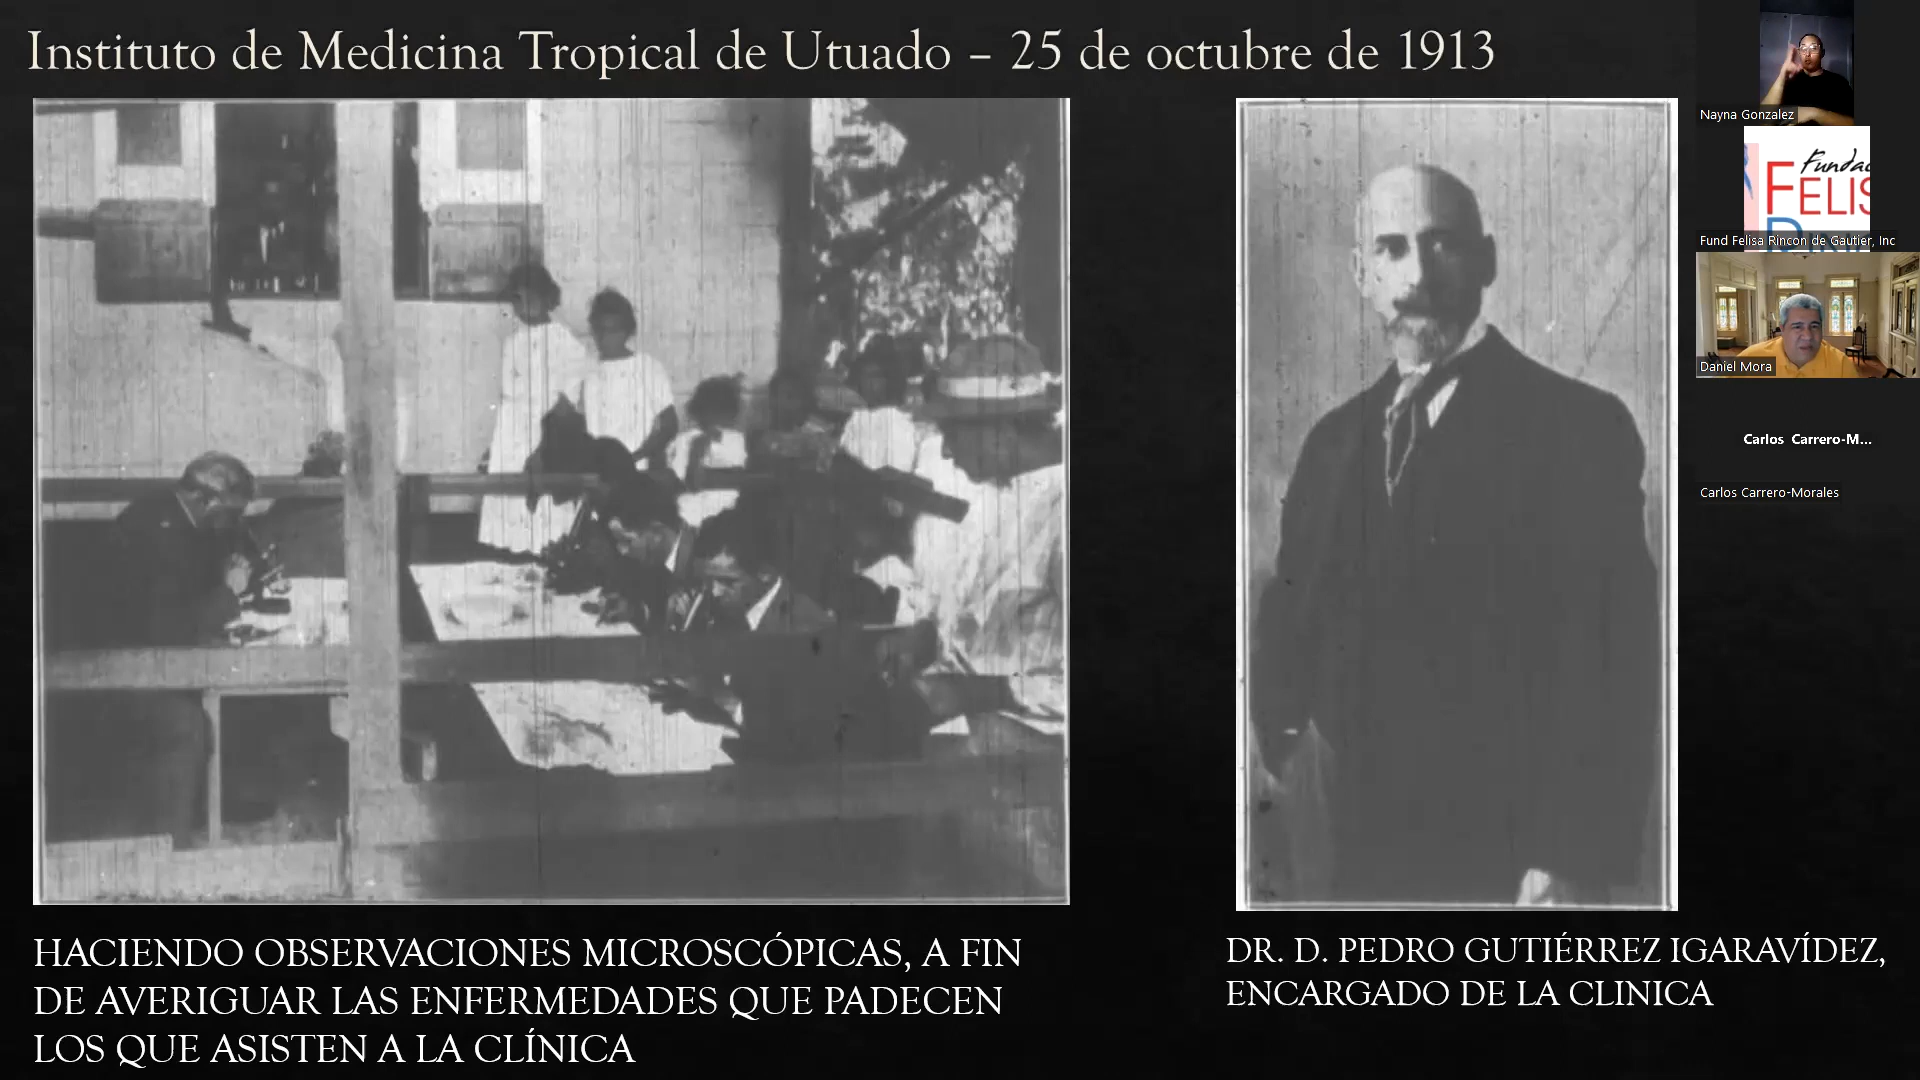 Instituto de Medicina Tropical de Utuado – 25 de octubre de 1913
HACIENDO OBSERVACIONES MICROSCÓPICAS, A FIN
DE AVERIGUAR LAS ENFERMEDADES QUE PADECEN
LOS QUE ASISTEN A LA CLÍNICA
DR. D. PEDRO GUTIÉRREZ IGARAVÍDEZ,
ENCARGADO DE LA CLINICA
Nayna Gonzalez
Fundac
FELIS
Fund Felisa Rincon de Gautier, Inc
Daniel Mora
Carlos Carrero-M...
Carlos Carrero-Morales